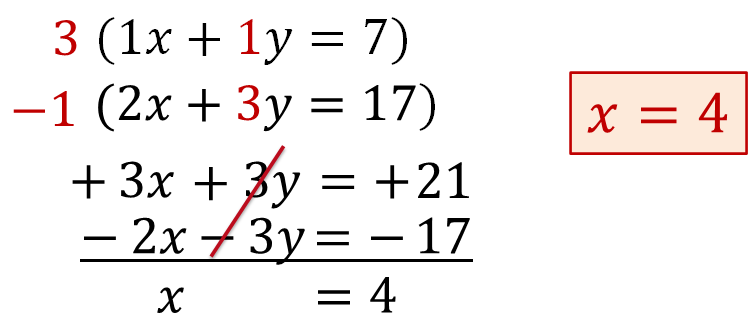 3 (1x + 1y = 7)
−1 (2x + 3y = 17)
x = 4
+ 3x + 3y = +21
− 2x − 3y = − 17
x = 4